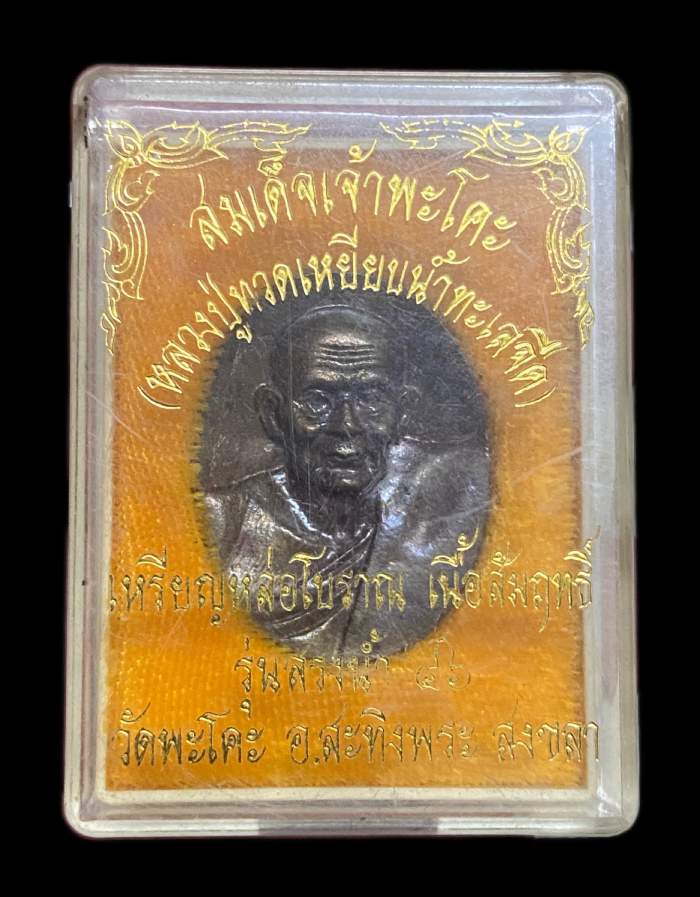 สมเด็จเจ้าพะโคะ
(หลวงปู่ทวดเหยียบน้ำทะเลจืด)
เหรียญหล่อโบราณ เนื้อสัมฤทธิ์
รุ่นสรงน้ำ ๔๖
วัดพะโคะ อ.สะทิงพระ สงขลา